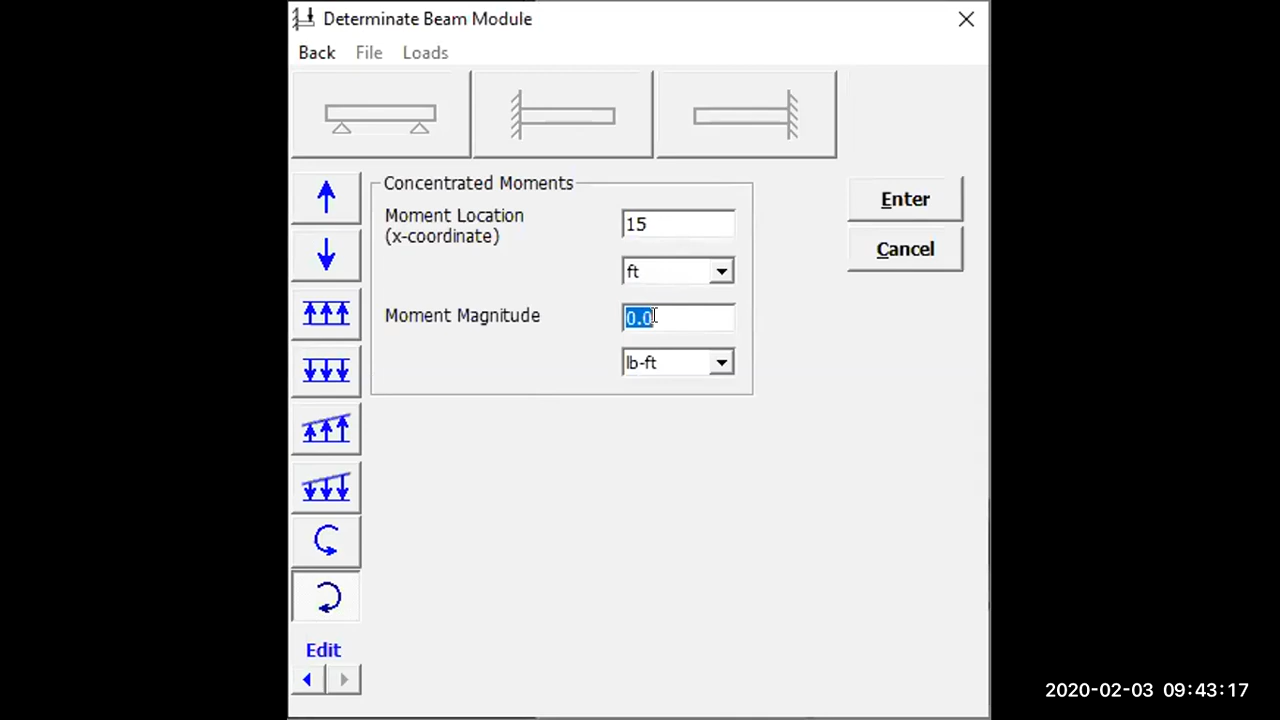 Determinate Beam Module
Back File Loads
Concentrated Moments
Moment Location
(x-coordinate)
15
ft
Moment Magnitude
0.0
lb-ft
Enter
Cancel
Edit
2020-02-03 09:43:17